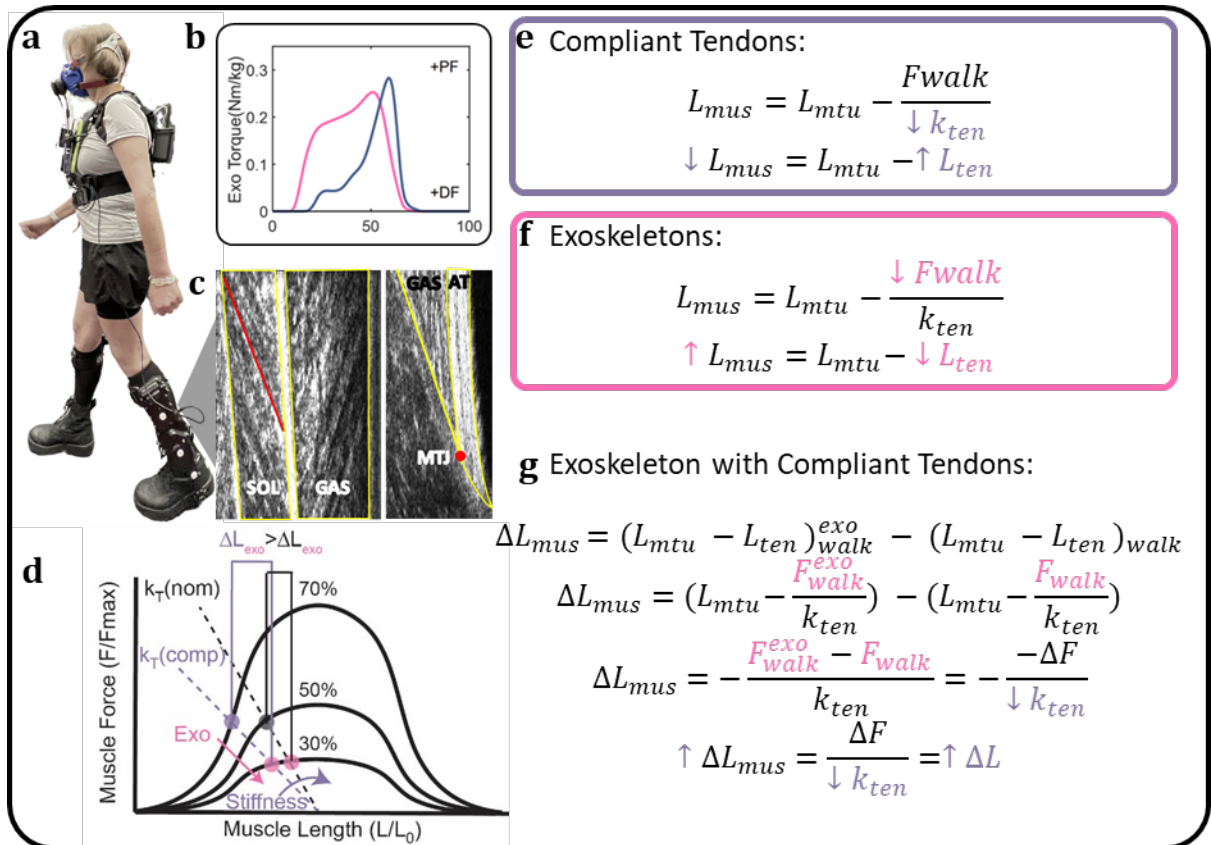 a
b
Exo Torque(Nm/kg)
0.3
0.2
0.1
0
+PF
+DF
0 50 100
c
SOL GAS
GAS AT
MTJ
d
ΔL_exo>ΔL_exo
k_T(nom)
k_T(comp)
70%
50%
30%
Exo
Stiffness
Muscle Force (F/Fmax)
Muscle Length (L/L_0)
e Compliant Tendons:
L_mus = L_mtu − Fwalk / ↓ k_ten
↓ L_mus = L_mtu −↑ L_ten
f Exoskeletons:
L_mus = L_mtu − ↓ Fwalk / k_ten
↑ L_mus = L_mtu − ↓ L_ten
g Exoskeleton with Compliant Tendons:
ΔL_mus = (L_mtu − L_ten)^exo_walk − (L_mtu − L_ten)_walk
ΔL_mus = (L_mtu − F^exo_walk / k_ten) − (L_mtu − F_walk / k_ten)
ΔL_mus = − F^exo_walk − F_walk / k_ten = − −ΔF / ↓ k_ten
↑ ΔL_mus = ΔF / ↓ k_ten =↑ ΔL